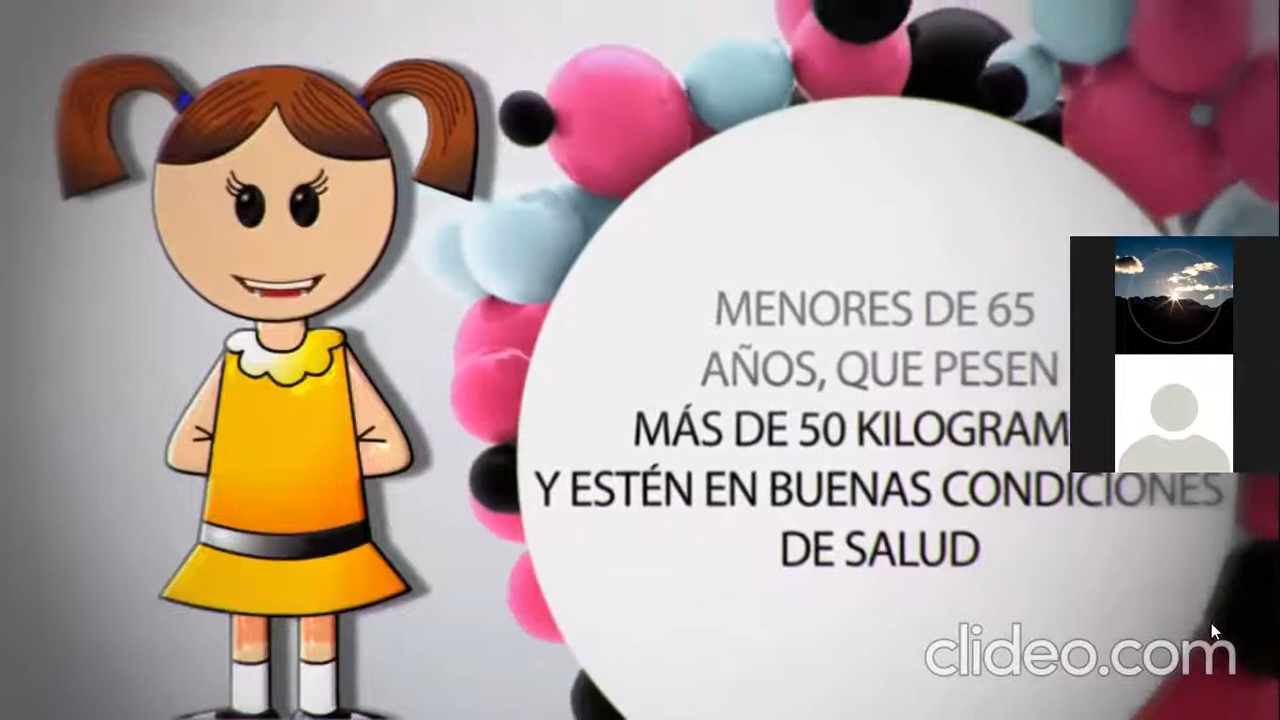 MENORES DE 65
AÑOS, QUE PESEN
MÁS DE 50 KILOGRAM
Y ESTÉN EN BUENAS CONDICIONES
DE SALUD
clideo.com